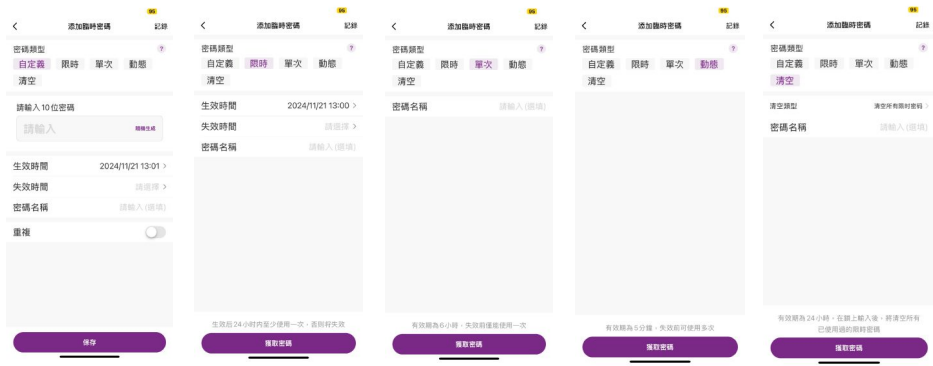 95
添加臨時密碼
記錄
密碼類型
?
自定義 限時 單次 動態
清空
請輸入10位密碼
請輸入
隨機生成
生效時間
2024/11/21 13:01 >
失效時間
請選擇 >
密碼名稱
請輸入 (選填)
重複
保存
95
添加臨時密碼
記錄
密碼類型
?
自定義 限時 單次 動態
清空
生效時間
2024/11/21 13:00 >
失效時間
請選擇 >
密碼名稱
請輸入 (選填)
生效后24小时内至少使用一次,否则将失效
獲取密碼
95
添加臨時密碼
記錄
密碼類型
?
自定義 限時 單次 動態
清空
密碼名稱
請輸入 (選填)
有效期為6小時,失效前僅能使用一次
獲取密碼
95
添加臨時密碼
記錄
密碼類型
?
自定義 限時 單次 動態
清空
有效期為5分鐘,失效前可使用多次
獲取密碼
95
添加臨時密碼
記錄
密碼類型
?
自定義 限時 單次 動態
清空
清空類型
清空所有限时密码 >
密碼名稱
請輸入 (選填)
有效期為24小時,在鎖上輸入後,將清空所有
已使用過的限時密碼
獲取密碼